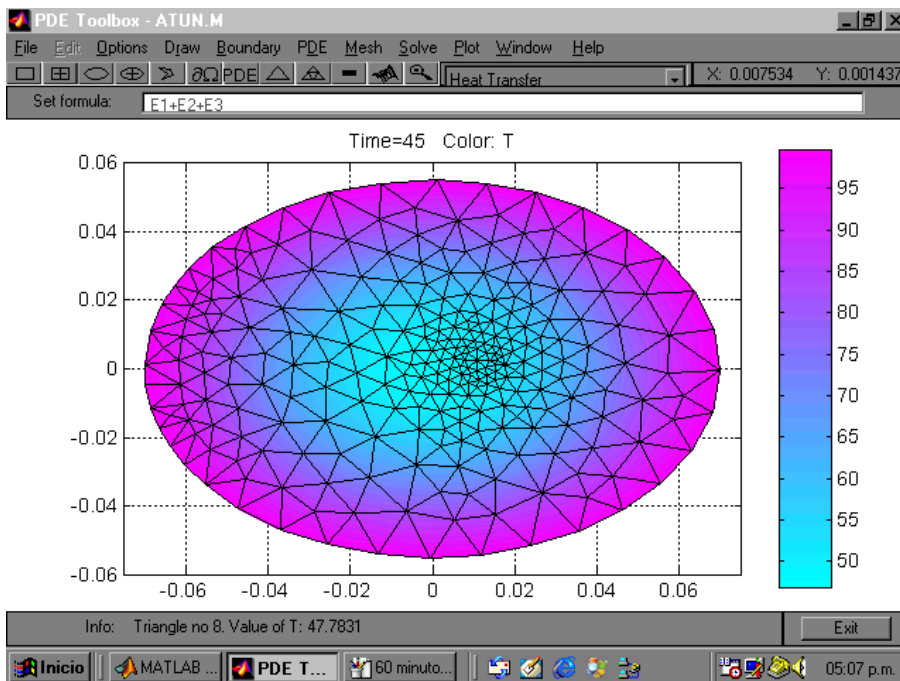 PDE Toolbox - ATUN.M
File Edit Options Draw Boundary PDE Mesh Solve Plot Window Help
∂Ω PDE Heat Transfer X: 0.007534 Y: 0.001437
Set formula: E1+E2+E3
Time=45 Color: T
0.06
0.04
0.02
0
-0.02
-0.04
-0.06
-0.06 -0.04 -0.02 0 0.02 0.04 0.06
95
90
85
80
75
70
65
60
55
50
Info: Triangle no 8. Value of T: 47.7831 Exit
Inicio MATLAB ... PDE T... 60 minuto... 05:07 p.m.